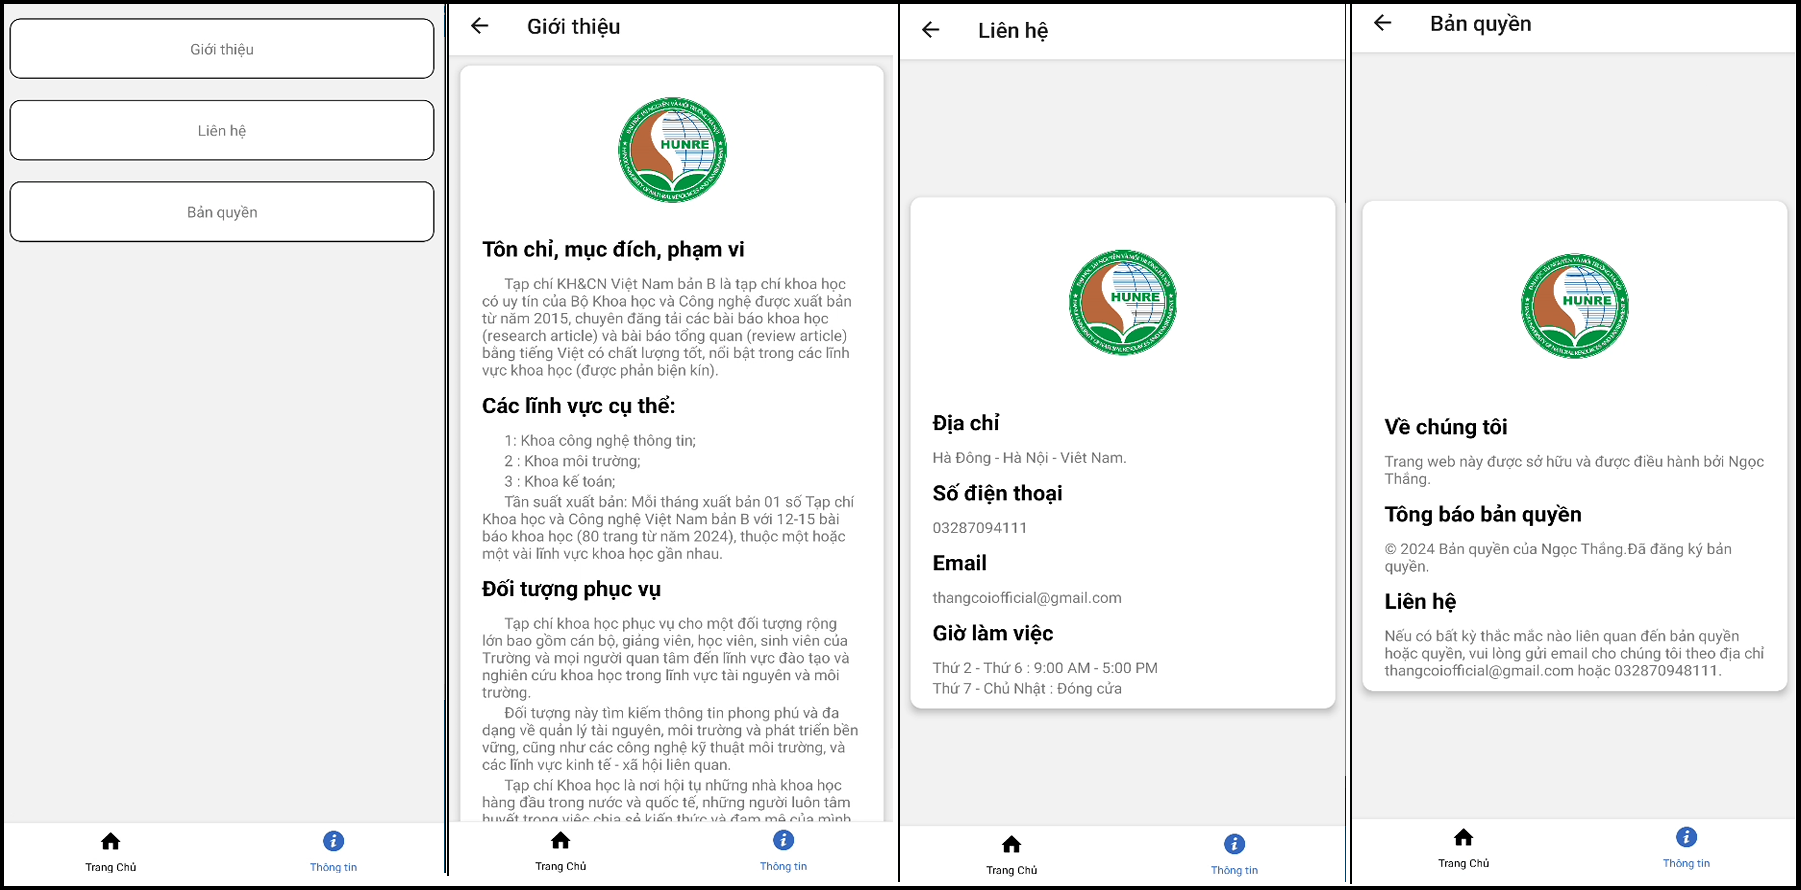 Giới thiệu
Liên hệ
Bản quyền
Trang Chủ
Thông tin
Giới thiệu
HUNRE
Tôn chỉ, mục đích, phạm vi
Tạp chí KH&CN Việt Nam bản B là tạp chí khoa học
có uy tín của Bộ Khoa học và Công nghệ được xuất bản
từ năm 2015, chuyên đăng tải các bài báo khoa học
(research article) và bài báo tổng quan (review article)
bằng tiếng Việt có chất lượng tốt, nổi bật trong các lĩnh
vực khoa học (được phản biện kín).
Các lĩnh vực cụ thể:
1: Khoa công nghệ thông tin;
2 : Khoa môi trường;
3 : Khoa kế toán;
Tần suất xuất bản: Mỗi tháng xuất bản 01 số Tạp chí
Khoa học và Công nghệ Việt Nam bản B với 12-15 bài
báo khoa học (80 trang từ năm 2024), thuộc một hoặc
một vài lĩnh vực khoa học gần nhau.
Đối tượng phục vụ
Tạp chí khoa học phục vụ cho một đối tượng rộng
lớn bao gồm cán bộ, giảng viên, học viên, sinh viên của
Trường và mọi người quan tâm đến lĩnh vực đào tạo và
nghiên cứu khoa học trong lĩnh vực tài nguyên và môi
trường.
Đối tượng này tìm kiếm thông tin phong phú và đa
dạng về quản lý tài nguyên, môi trường và phát triển bền
vững, cũng như các công nghệ kỹ thuật môi trường, và
các lĩnh vực kinh tế - xã hội liên quan.
Tạp chí Khoa học là nơi hội tụ những nhà khoa học
hàng đầu trong nước và quốc tế, những người luôn tâm
huyết trong việc chia sẻ kiến thức và đam mê của mình
Trang Chủ
Thông tin
Liên hệ
HUNRE
Địa chỉ
Hà Đông - Hà Nội - Viêt Nam.
Số điện thoại
03287094111
Email
thangcoiofficial@gmail.com
Giờ làm việc
Thứ 2 - Thứ 6 : 9:00 AM - 5:00 PM
Thứ 7 - Chủ Nhật : Đóng cửa
Trang Chủ
Thông tin
Bản quyền
HUNRE
Về chúng tôi
Trang web này được sở hữu và được điều hành bởi Ngọc
Thắng.
Tông báo bản quyền
© 2024 Bản quyền của Ngọc Thắng.Đã đăng ký bản
quyền.
Liên hệ
Nếu có bất kỳ thắc mắc nào liên quan đến bản quyền
hoặc quyền, vui lòng gửi email cho chúng tôi theo địa chỉ
thangcoiofficial@gmail.com hoặc 032870948111.
Trang Chủ
Thông tin